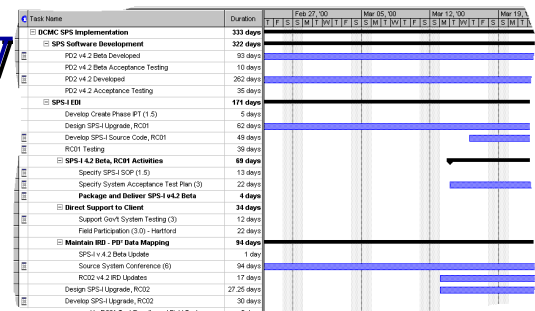 Task Name Duration Feb 27, '00 Mar 05, '00 Mar 12, '00 Mar 19,
T F S S M T W T F S S M T W T F S S M T W T F S S M T
DCMC SPS Implementation 333 days
SPS Software Development 322 days
PD2 v4.2 Beta Developed 93 days
PD2 v4.2 Beta Acceptance Testing 10 days
PD2 v4.2 Developed 262 days
PD2 v4.2 Acceptance Testing 35 days
SPS-I EDI 171 days
Develop Create Phase IPT (1.5) 5 days
Design SPS-I Upgrade, RC01 62 days
Develop SPS-I Source Code, RC01 49 days
RC01 Testing 39 days
SPS-I 4.2 Beta, RC01 Activities 69 days
Specify SPS-I SOP (1.5) 13 days
Specify System Acceptance Test Plan (3) 22 days
Package and Deliver SPS-I v4.2 Beta 4 days
Direct Support to Client 34 days
Support Gov't System Testing (3) 12 days
Field Participation (3.0) - Hartford 22 days
Maintain IRD - PD² Data Mapping 94 days
SPS-I v.4.2 Beta Update 1 day
Source System Conference (6) 94 days
RC02 v4.2 IRD Updates 17 days
Design SPS-I Upgrade, RC02 27.25 days
Develop SPS-I Upgrade, RC02 30 days